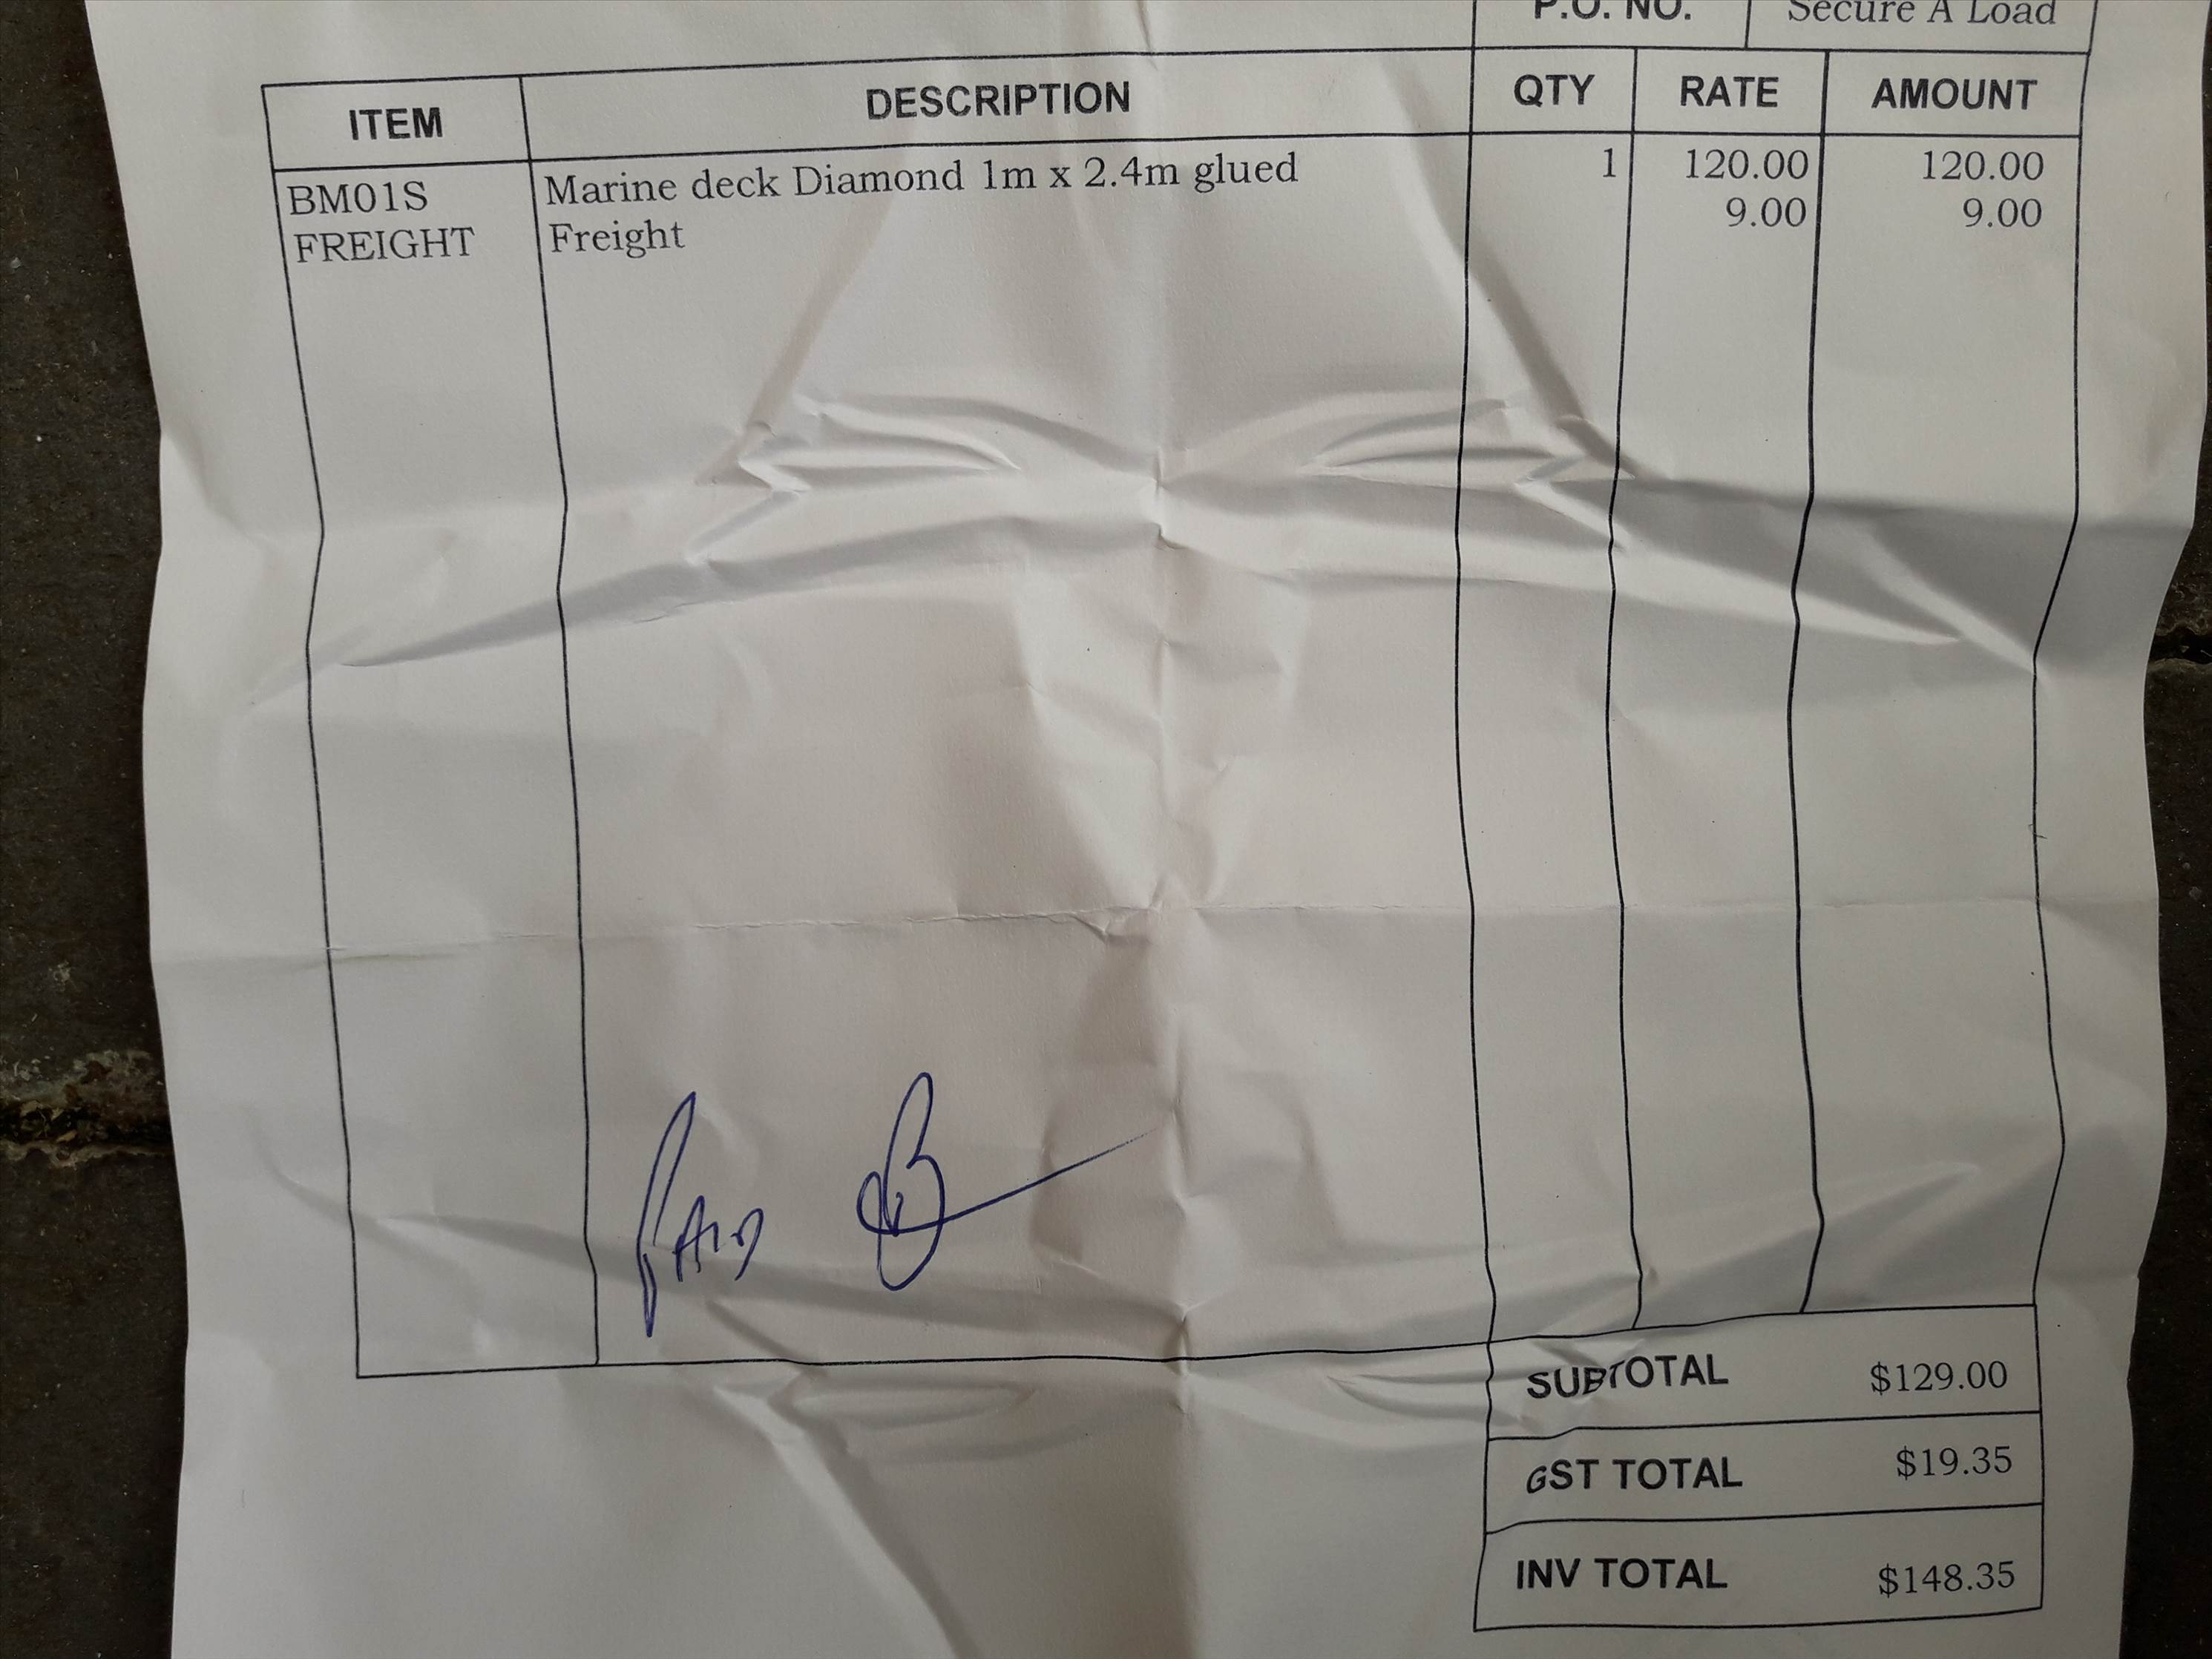 P.O. NO. Secure A Load
ITEM DESCRIPTION QTY RATE AMOUNT
BM01S Marine deck Diamond 1m x 2.4m glued 1 120.00 120.00
FREIGHT Freight 9.00 9.00
PAID
SUBTOTAL $129.00
GST TOTAL $19.35
INV TOTAL $148.35